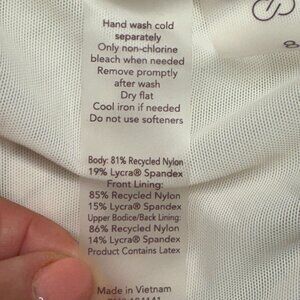 Hand wash cold
separately
Only non-chlorine
bleach when needed
Remove promptly
after wash
Dry flat
Cool iron if needed
Do not use softeners
Body: 81% Recycled Nylon
19% Lycra® Spandex
Front Lining:
85% Recycled Nylon
15% Lycra® Spandex
Upper Bodice/Back Lining:
86% Recycled Nylon
14% Lycra® Spandex
Product Contains Latex
Made in Vietnam